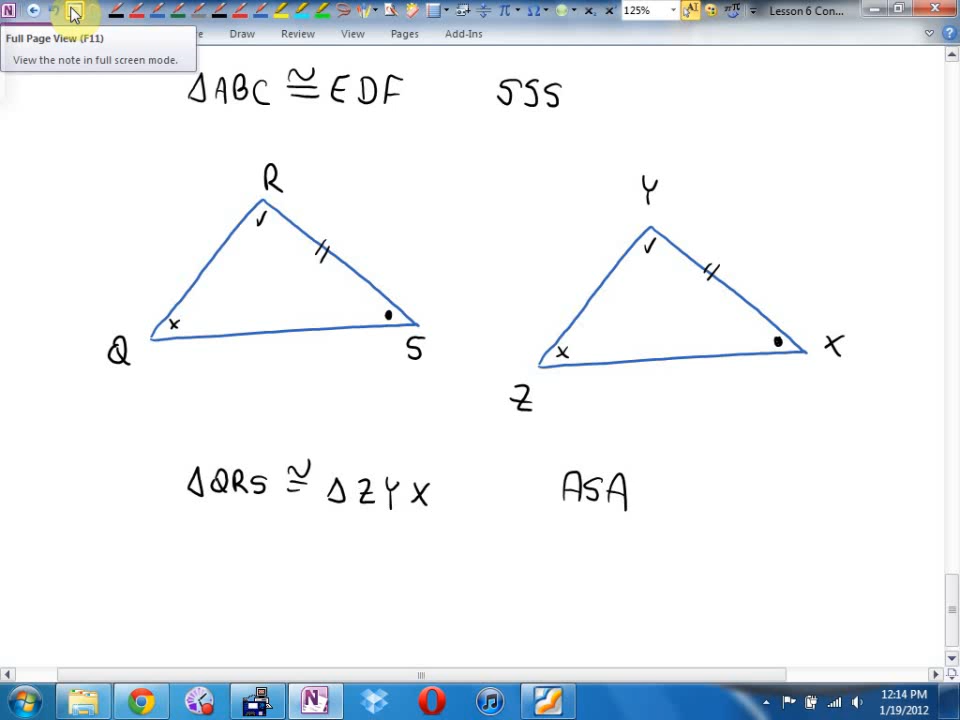 125%
Lesson 6 Con...
Full Page View (F11)
View the note in full screen mode.
Draw
Review
View
Pages
Add-Ins
ΔABC ≅ EDF SSS
R
Y
Q
S
X
Z
ΔQRS ≅ ΔZYX ASA
12:14 PM
1/19/2012